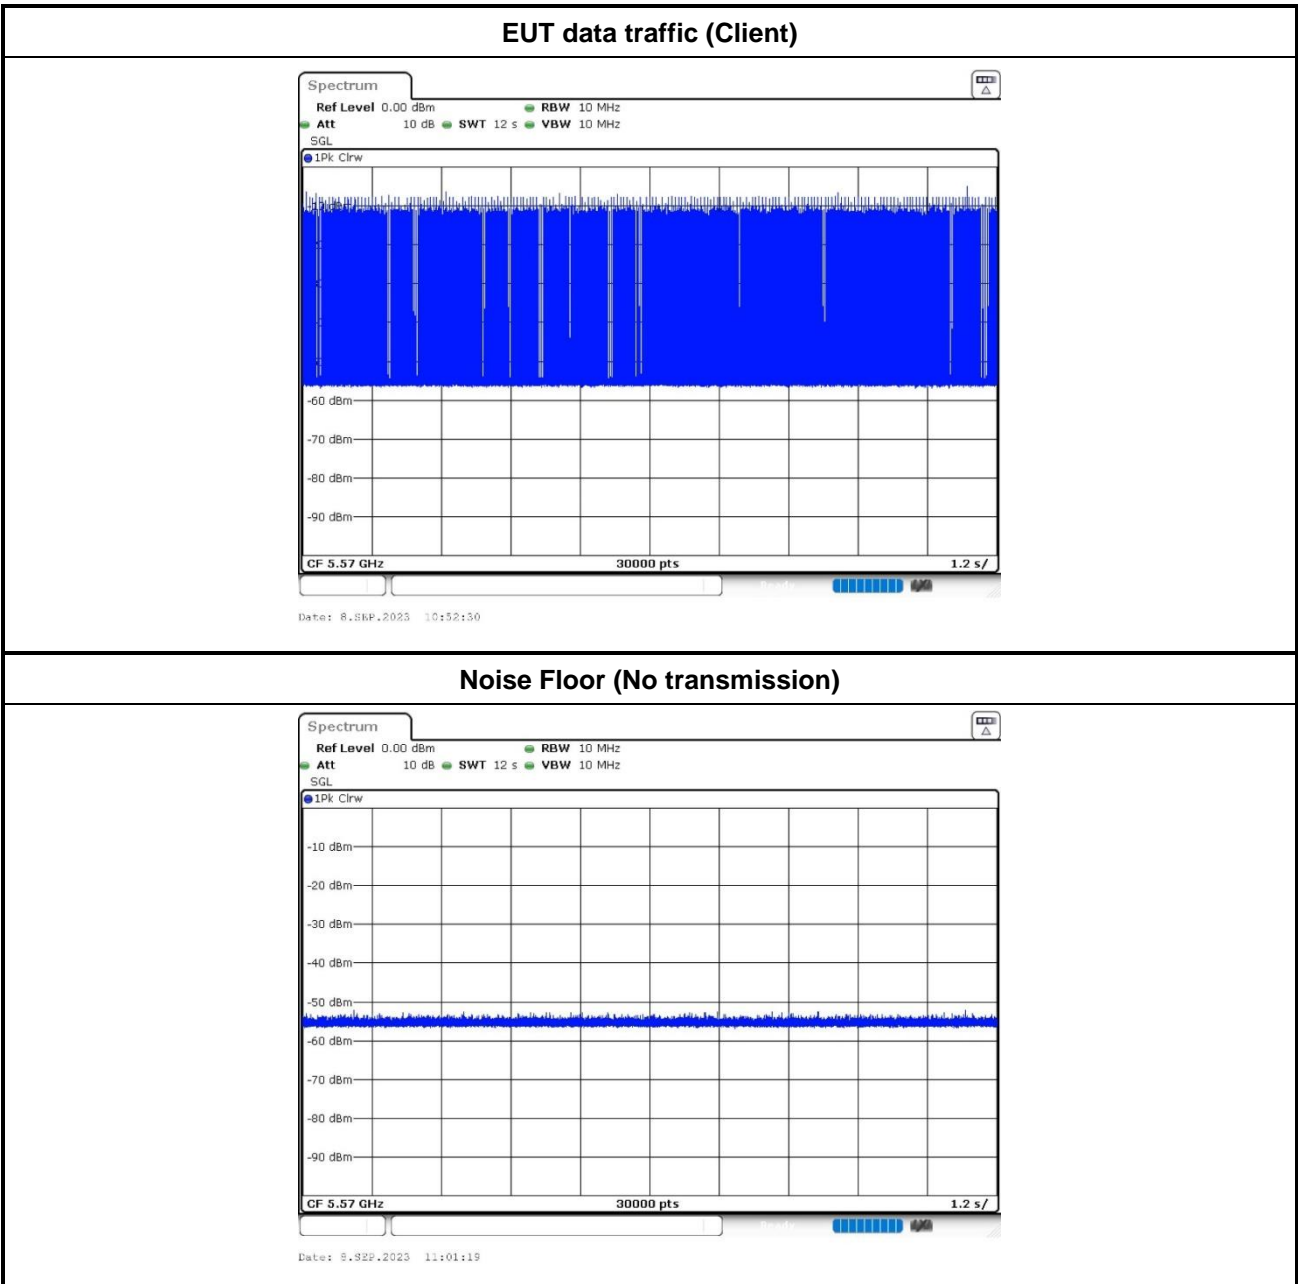 EUT data traffic (Client)
Spectrum
Ref Level 0.00 dBm RBW 10 MHz
Att 10 dB SWT 12 s VBW 10 MHz
SGL
1Pk Clrw
-60 dBm
-70 dBm
-80 dBm
-90 dBm
CF 5.57 GHz 30000 pts 1.2 s/
Date: 8.SEP.2023 10:52:30
Noise Floor (No transmission)
Spectrum
Ref Level 0.00 dBm RBW 10 MHz
Att 10 dB SWT 12 s VBW 10 MHz
SGL
1Pk Clrw
-10 dBm
-20 dBm
-30 dBm
-40 dBm
-50 dBm
-60 dBm
-70 dBm
-80 dBm
-90 dBm
CF 5.57 GHz 30000 pts 1.2 s/
Date: 8.SEP.2023 11:01:19